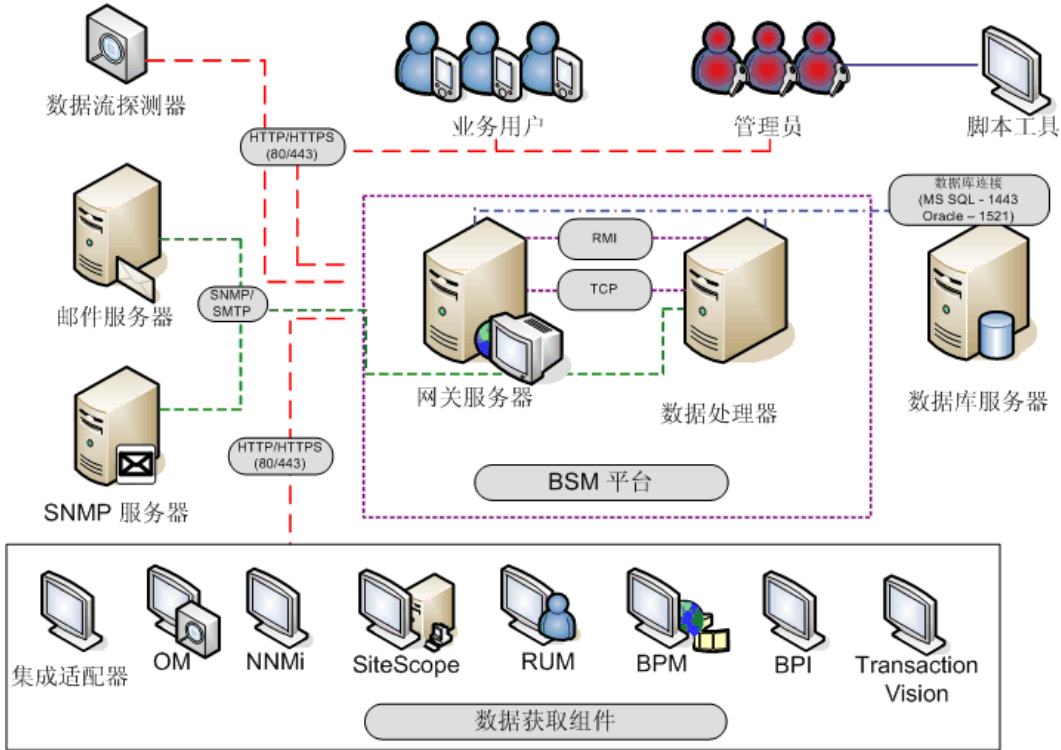 数据流探测器
业务用户
管理员
脚本工具
HTTP/HTTPS
(80/443)
数据库连接
(MS SQL - 1443
Oracle – 1521)
RMI
TCP
邮件服务器
SNMP/
SMTP
网关服务器
数据处理器
数据库服务器
HTTP/HTTPS
(80/443)
BSM 平台
SNMP 服务器
集成适配器
OM
NNMi
SiteScope
RUM
BPM
BPI
Transaction
Vision
数据获取组件